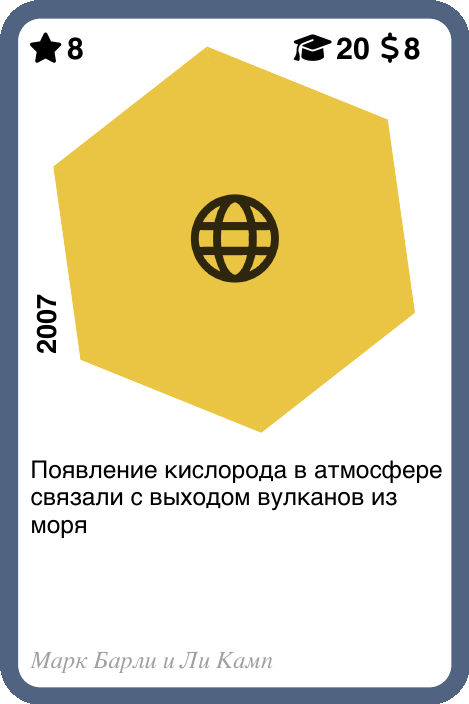 8
20 $8
2007
Появление кислорода в атмосфере
связали с выходом вулканов из
моря
Марк Барли и Ли Камп